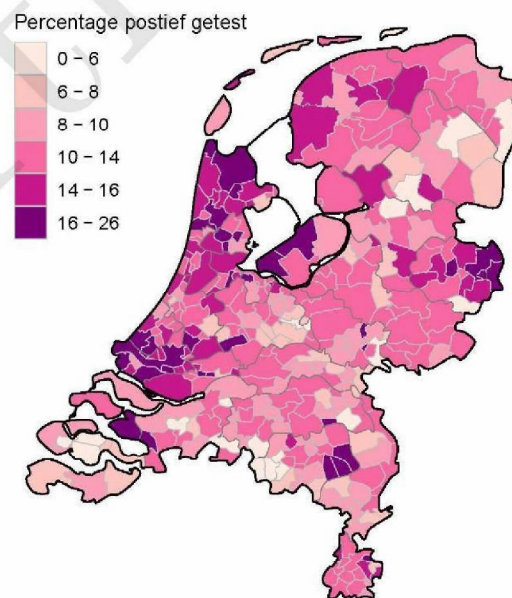 Percentage postief getest
0 – 6
6 – 8
8 – 10
10 – 14
14 – 16
16 – 26